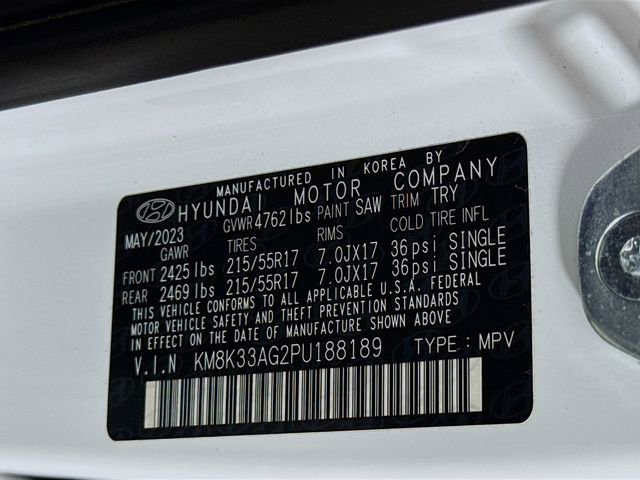 MANUFACTURED IN KOREA BY
HYUNDAI MOTOR COMPANY
MAY/2023 GVWR4762lbs PAINT SAW TRIM TRY
GAWR TIRES RIMS COLD TIRE INFL
FRONT 2425lbs 215/55R17 7.0JX17 36psi SINGLE
REAR 2469lbs 215/55R17 7.0JX17 36psi SINGLE
THIS VEHICLE CONFORMS TO ALL APPLICABLE U.S.A. FEDERAL
MOTOR VEHICLE SAFETY AND THEFT PREVENTION STANDARDS
IN EFFECT ON THE DATE OF MANUFACTURE SHOWN ABOVE
V.I.N KM8K33AG2PU188189 TYPE : MPV